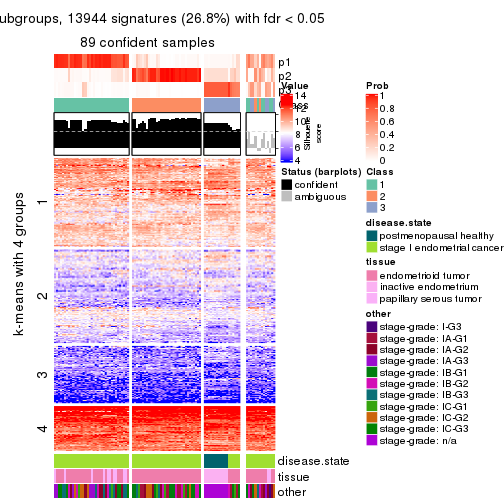 ubgroups, 13944 signatures (26.8%) with fdr < 0.05
89 confident samples
p1
p2
p3
Class
Silhouette
score
k-means with 4 groups
1
2
3
4
disease.state
tissue
other
Value
14
12
10
8
6
4
Status (barplots)
confident
ambiguous
Prob
1
0.8
0.6
0.4
0.2
0
Class
1
2
3
disease.state
postmenopausal healthy
stage I endometrial cancer
tissue
endometrioid tumor
inactive endometrium
papillary serous tumor
other
stage-grade: I-G3
stage-grade: IA-G1
stage-grade: IA-G2
stage-grade: IA-G3
stage-grade: IB-G1
stage-grade: IB-G2
stage-grade: IB-G3
stage-grade: IC-G1
stage-grade: IC-G2
stage-grade: IC-G3
stage-grade: n/a